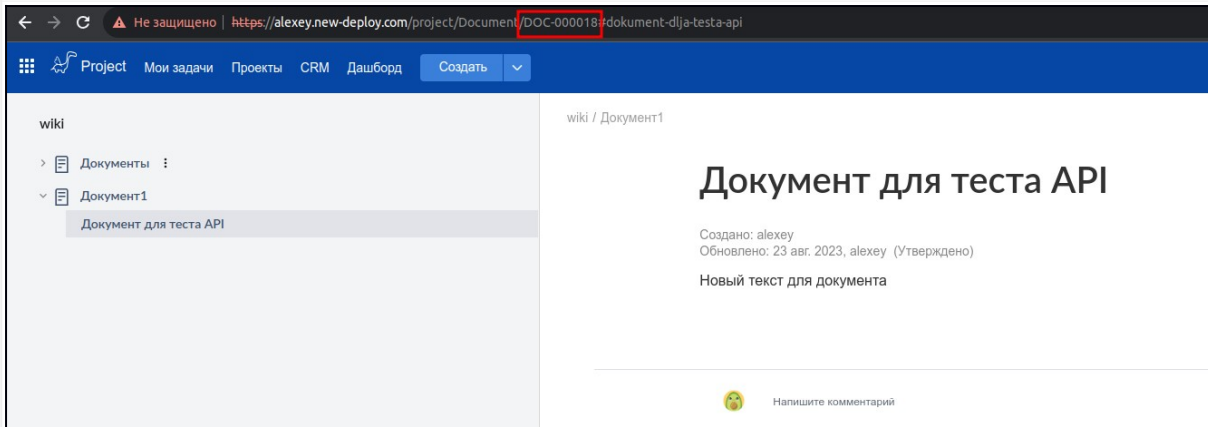 Не защищено | https://alexey.new-deploy.com/project/Document/DOC-000018#dokument-dlja-testa-api
Project Мои задачи Проекты CRM Дашборд Создать
wiki
Документы
Документ1
Документ для теста API
wiki / Документ1
Документ для теста API
Создано: alexey
Обновлено: 23 авг. 2023, alexey (Утверждено)
Новый текст для документа
Напишите комментарий